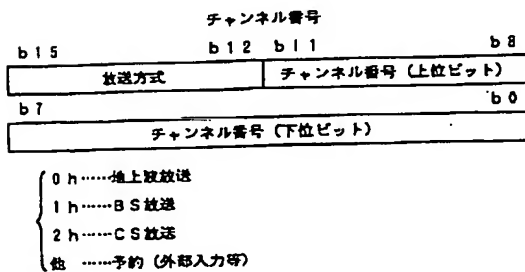 チャンネル番号
b15 b12 b11 b8
放送方式 チャンネル番号(上位ビット)
b7 b0
チャンネル番号(下位ビット)
0h……地上波放送
1h……BS放送
2h……CS放送
他 ……予約(外部入力等)